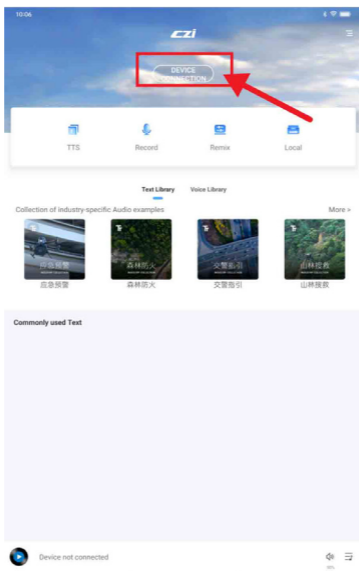 10:06
czi
DEVICE
CONNECTION
TTS Record Remix Local
Text Library Voice Library
Collection of industry-specific Audio examples More >
应急预警 森林防火 交警指引 山林搜救
应急预警 森林防火 交警指引 山林搜救
Commonly used Text
Device not connected